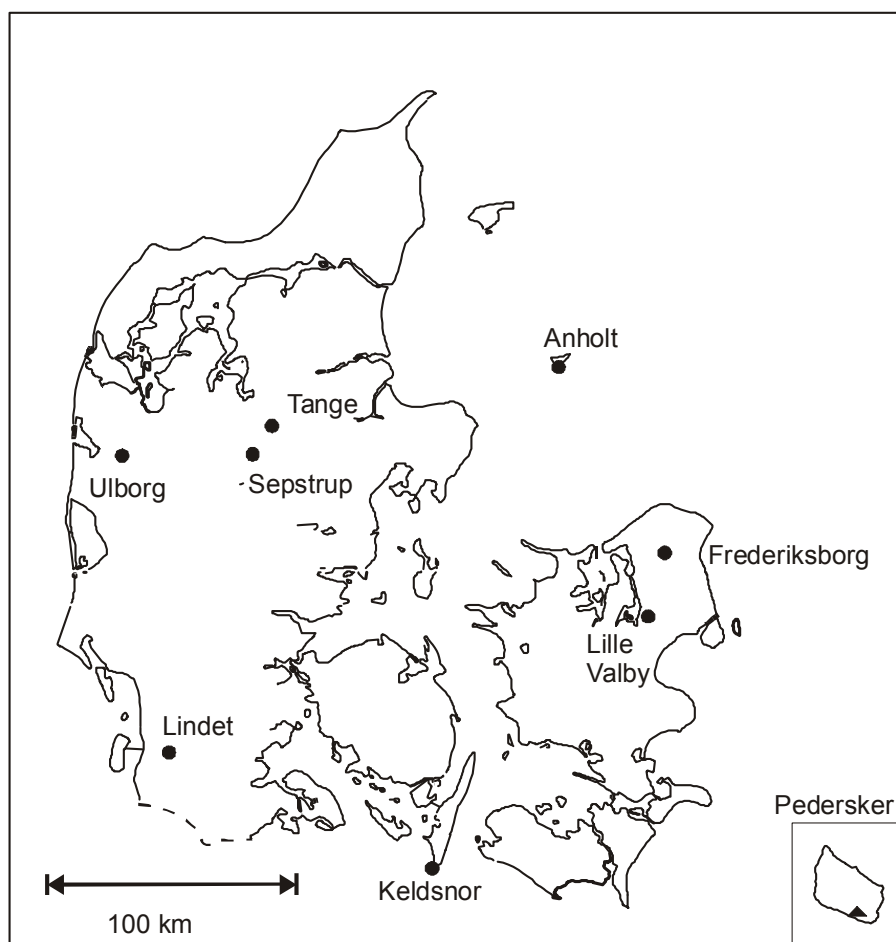 Anholt
Tange
Ulborg
Sepstrup
Frederiksborg
Lille
Valby
Lindet
Pedersker
Keldsnor
100 km